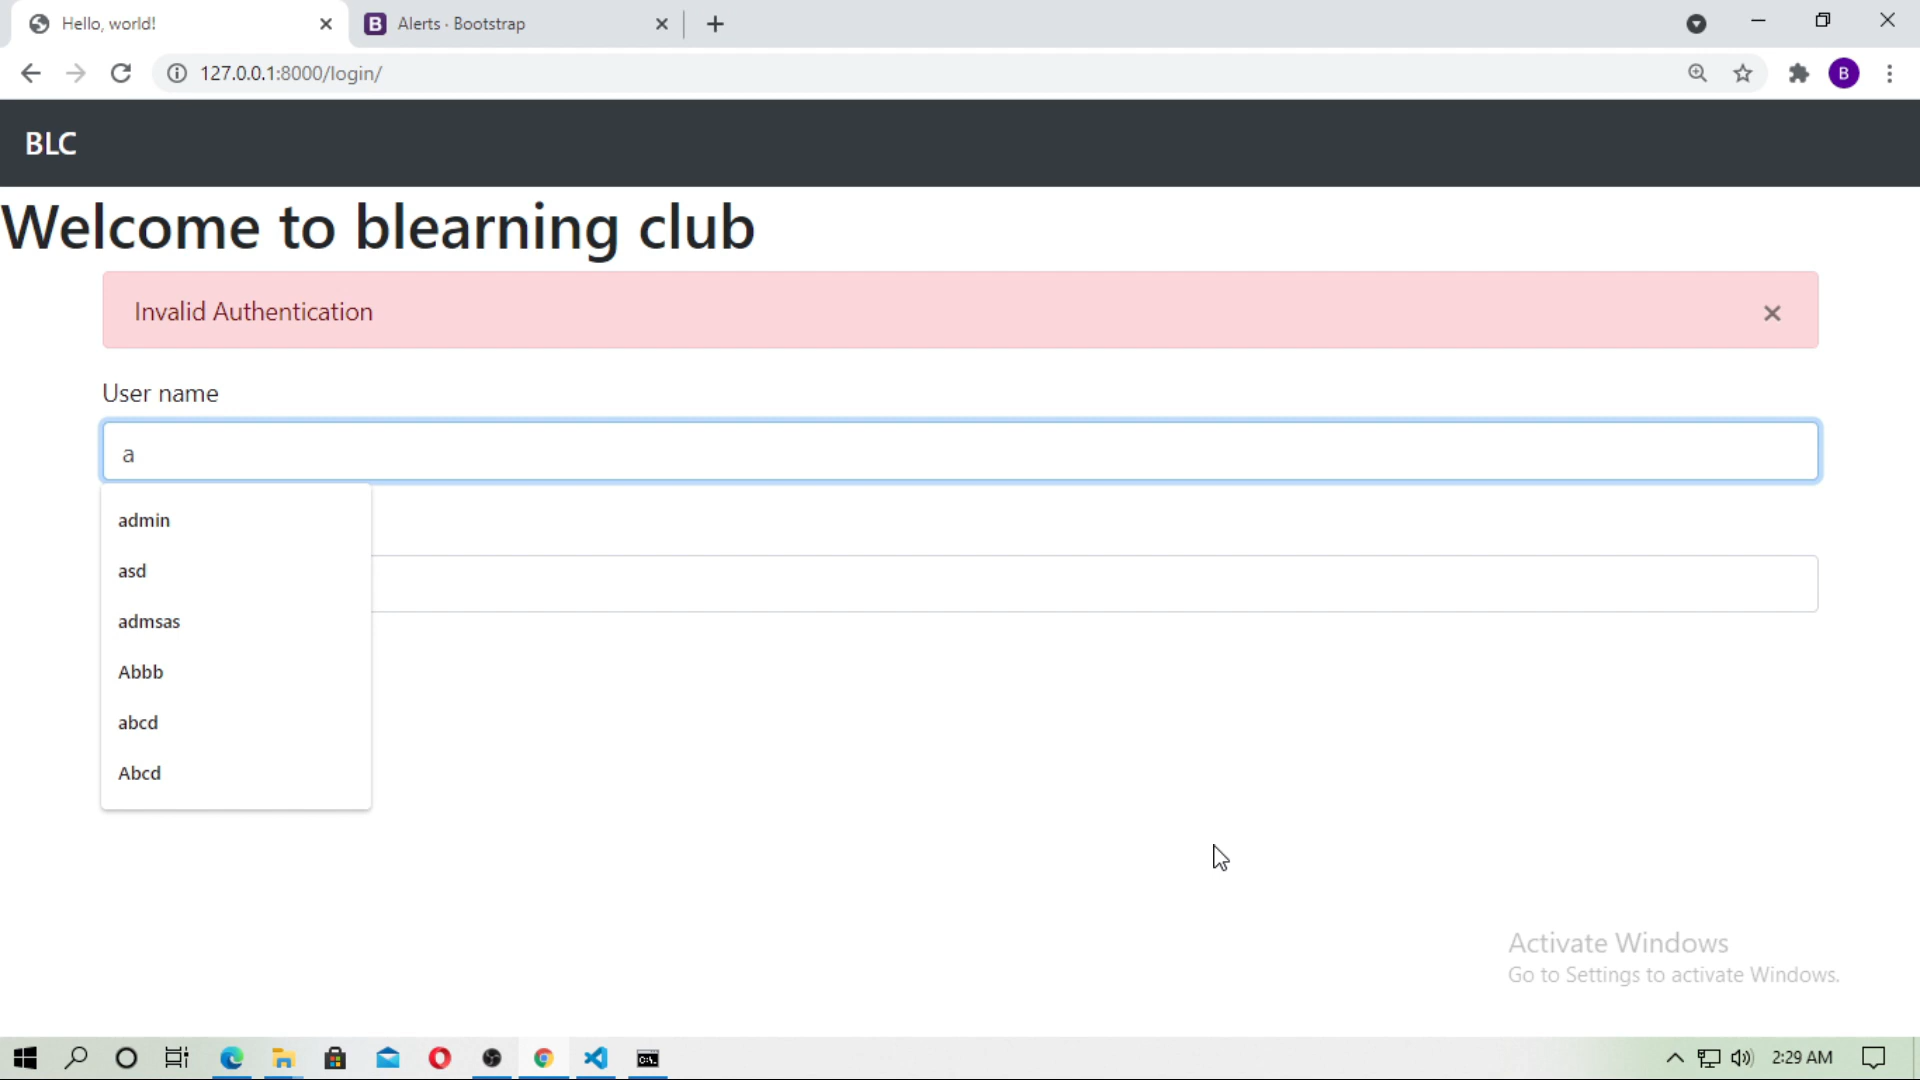 Hello, world!
Alerts · Bootstrap
127.0.0.1:8000/login/
B
BLC
Welcome to blearning club
Invalid Authentication
×
User name
a
admin
asd
admsas
Abbb
abcd
Abcd
Activate Windows
Go to Settings to activate Windows.
2:29 AM